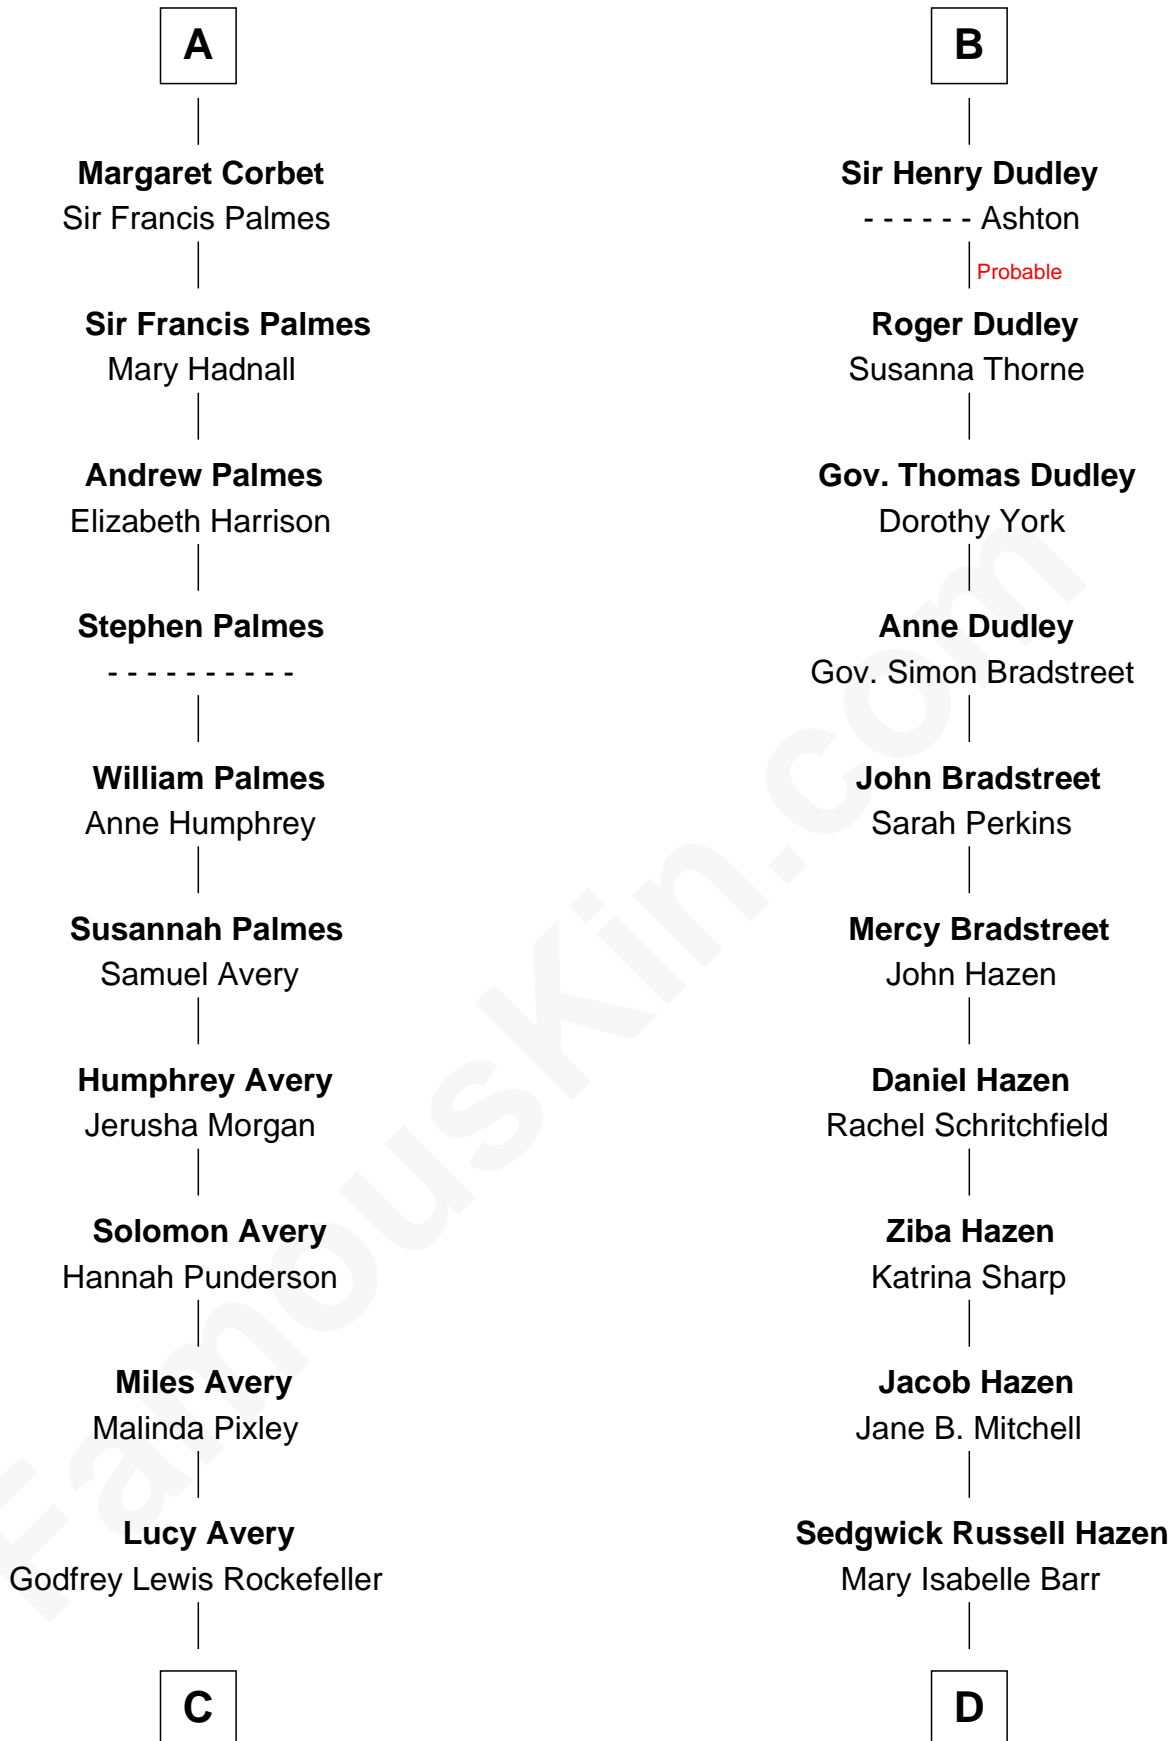 A
Margaret Corbet
Sir Francis Palmes
Sir Francis Palmes
Mary Hadnall
Andrew Palmes
Elizabeth Harrison
Stephen Palmes
- - - - - - - - - -
William Palmes
Anne Humphrey
Susannah Palmes
Samuel Avery
Humphrey Avery
Jerusha Morgan
Solomon Avery
Hannah Punderson
Miles Avery
Malinda Pixley
Lucy Avery
Godfrey Lewis Rockefeller
C
B
Sir Henry Dudley
- - - - - - Ashton
Probable
Roger Dudley
Susanna Thorne
Gov. Thomas Dudley
Dorothy York
Anne Dudley
Gov. Simon Bradstreet
John Bradstreet
Sarah Perkins
Mercy Bradstreet
John Hazen
Daniel Hazen
Rachel Schritchfield
Ziba Hazen
Katrina Sharp
Jacob Hazen
Jane B. Mitchell
Sedgwick Russell Hazen
Mary Isabelle Barr
D
FamousKin.com